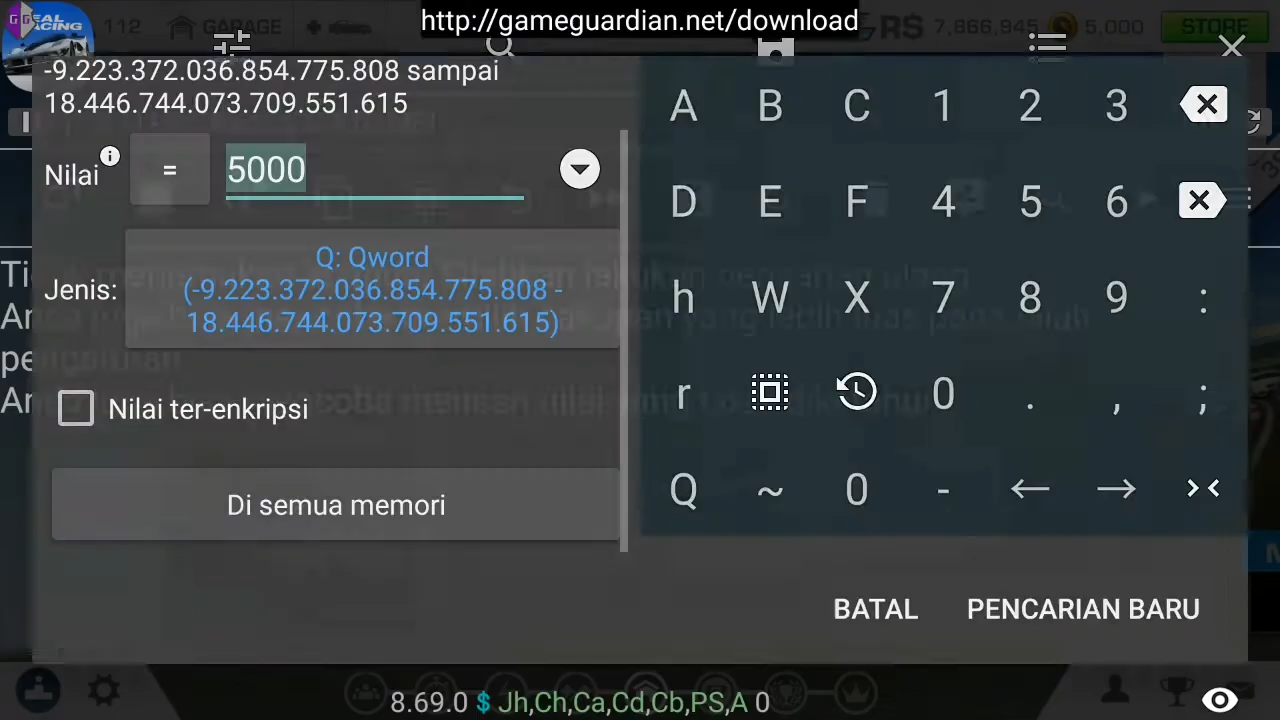 http://gameguardian.net/download
REAL
RACING
112
GARAGE
R$
7,866,945
5,000
STORE
-9.223.372.036.854.775.808 sampai
18.446.744.073.709.551.615
Nilai
=
5000
Jenis:
Q: Qword
(-9.223.372.036.854.775.808 -
18.446.744.073.709.551.615)
Nilai ter-enkripsi
Di semua memori
A B C 1 2 3
D E F 4 5 6
h W X 7 8 9 :
r 0 . , ;
Q ~ 0 - ← → ><
BATAL
PENCARIAN BARU
8.69.0 $ Jh,Ch,Ca,Cd,Cb,PS,A 0